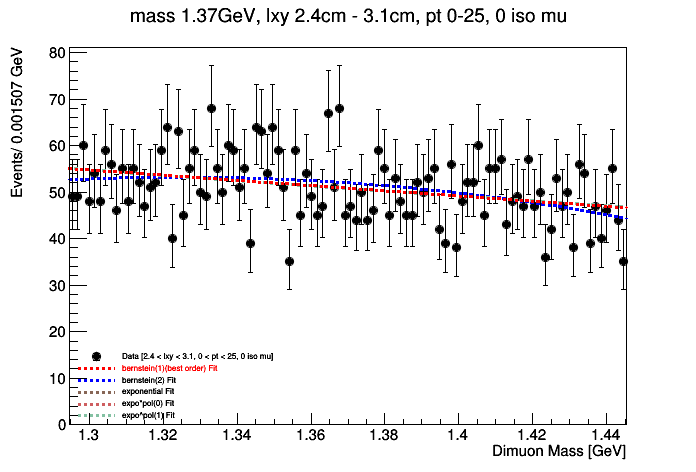 mass 1.37GeV, lxy 2.4cm - 3.1cm, pt 0-25, 0 iso mu
Events/ 0.001507 GeV
80
70
60
50
40
30
20
10
0
Data [2.4 < lxy < 3.1, 0 < pt < 25, 0 iso mu]
bernstein(1)(best order) Fit
bernstein(2) Fit
exponential Fit
expo*pol(0) Fit
expo*pol(1) Fit
1.3 1.32 1.34 1.36 1.38 1.4 1.42 1.44
Dimuon Mass [GeV]